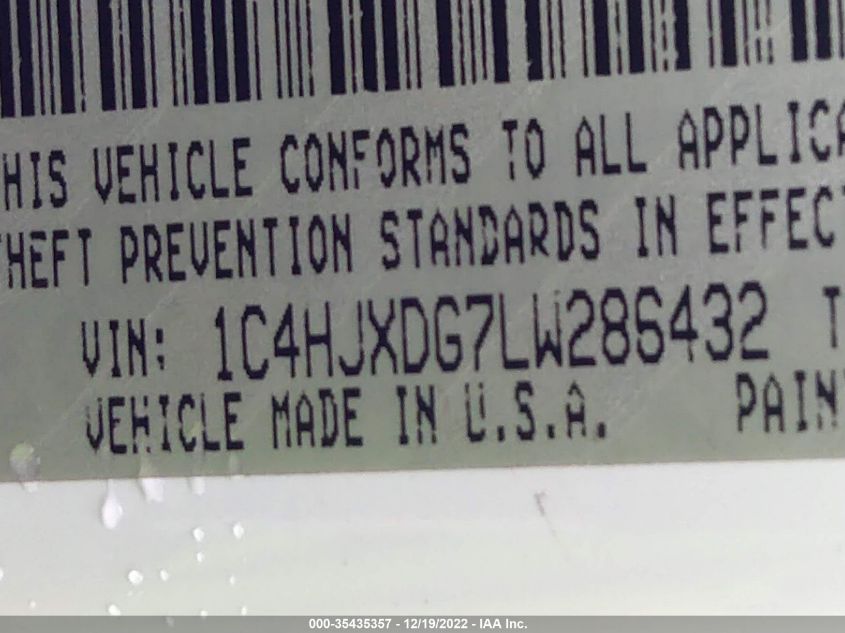 HIS VEHICLE CONFORMS TO ALL APPLICA
HEFT PREVENTION STANDARDS IN EFFECT
VIN: 1C4HJXDG7LW286432 T
VEHICLE MADE IN U.S.A. PAIN
000-35435357 - 12/19/2022 - IAA Inc.